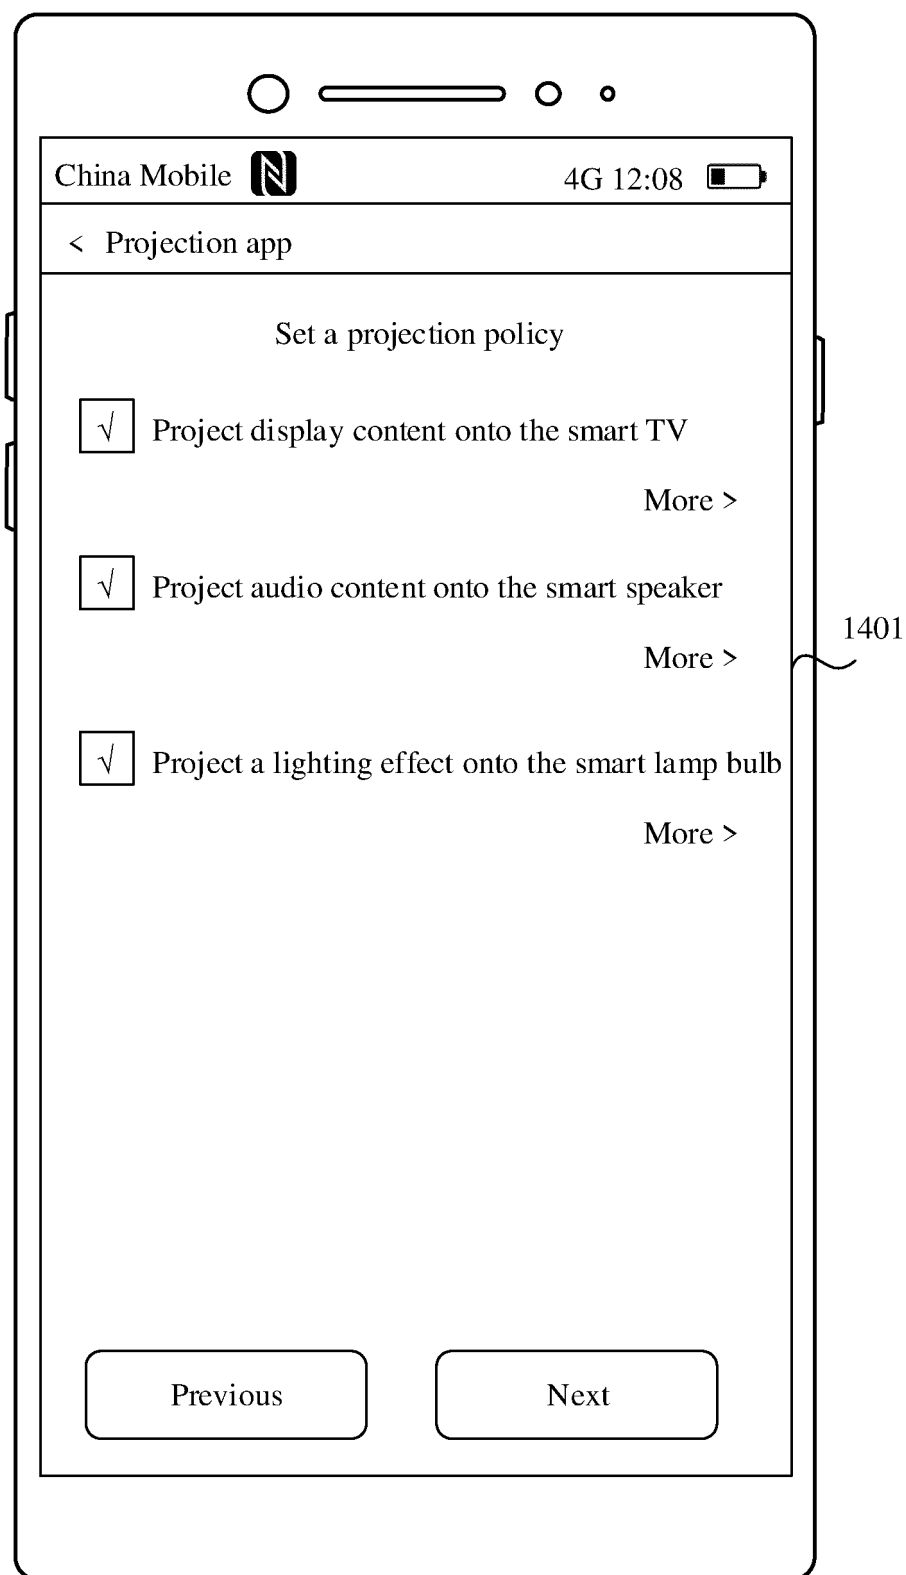 China Mobile 4G 12:08
< Projection app
Set a projection policy
√ Project display content onto the smart TV
More >
√ Project audio content onto the smart speaker
1401
More >
√ Project a lighting effect onto the smart lamp bulb
More >
Previous Next